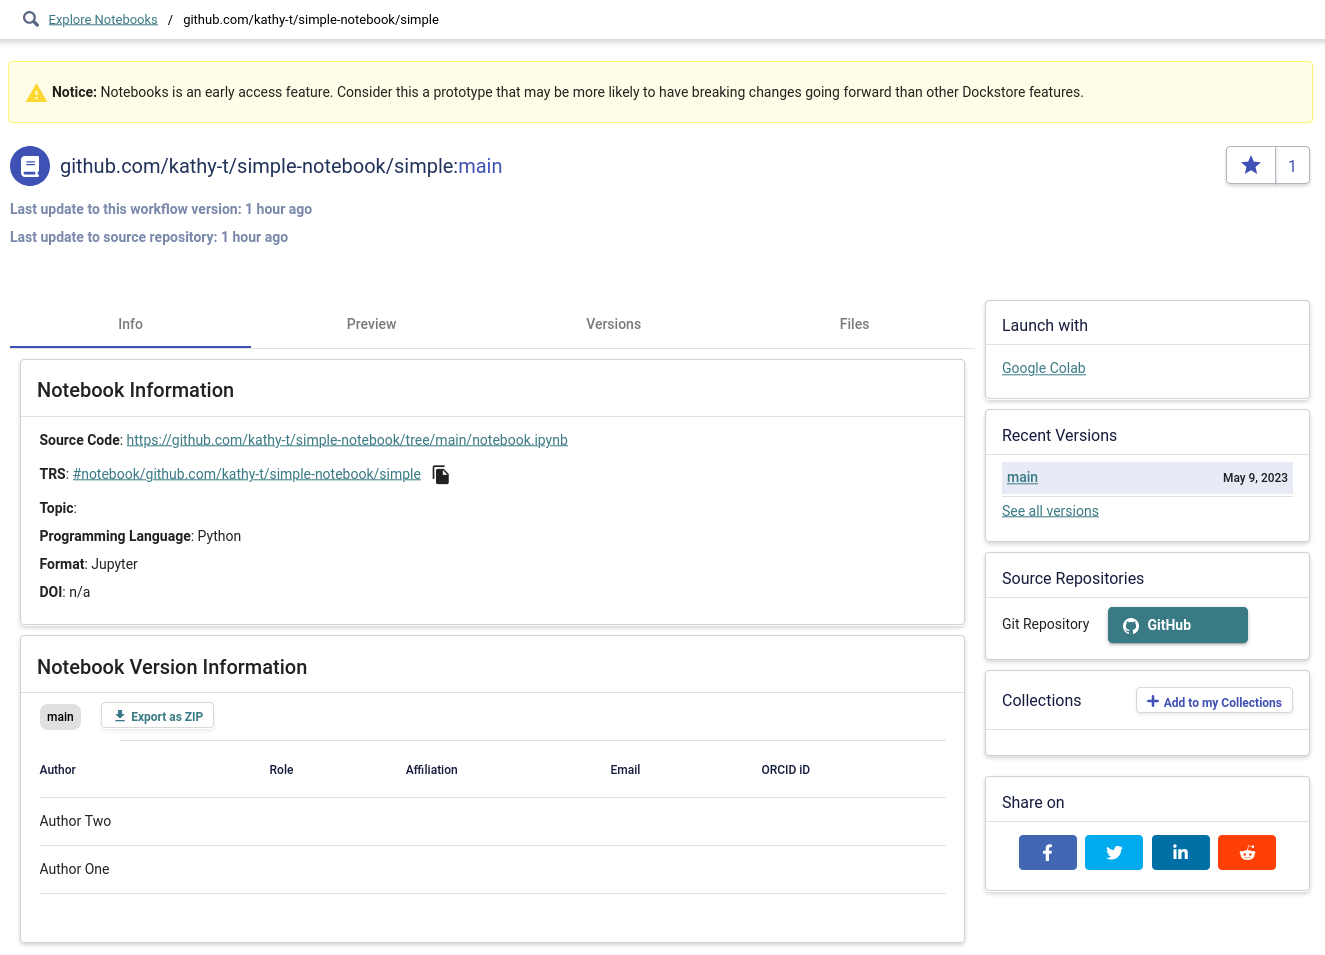 Explore Notebooks / github.com/kathy-t/simple-notebook/simple
Notice: Notebooks is an early access feature. Consider this a prototype that may be more likely to have breaking changes going forward than other Dockstore features.
github.com/kathy-t/simple-notebook/simple:main
1
Last update to this workflow version: 1 hour ago
Last update to source repository: 1 hour ago
Info Preview Versions Files
Notebook Information
Source Code: https://github.com/kathy-t/simple-notebook/tree/main/notebook.ipynb
TRS: #notebook/github.com/kathy-t/simple-notebook/simple
Topic:
Programming Language: Python
Format: Jupyter
DOI: n/a
Notebook Version Information
main Export as ZIP
Author Role Affiliation Email ORCID iD
Author Two
Author One
Launch with
Google Colab
Recent Versions
main May 9, 2023
See all versions
Source Repositories
Git Repository GitHub
Collections Add to my Collections
Share on